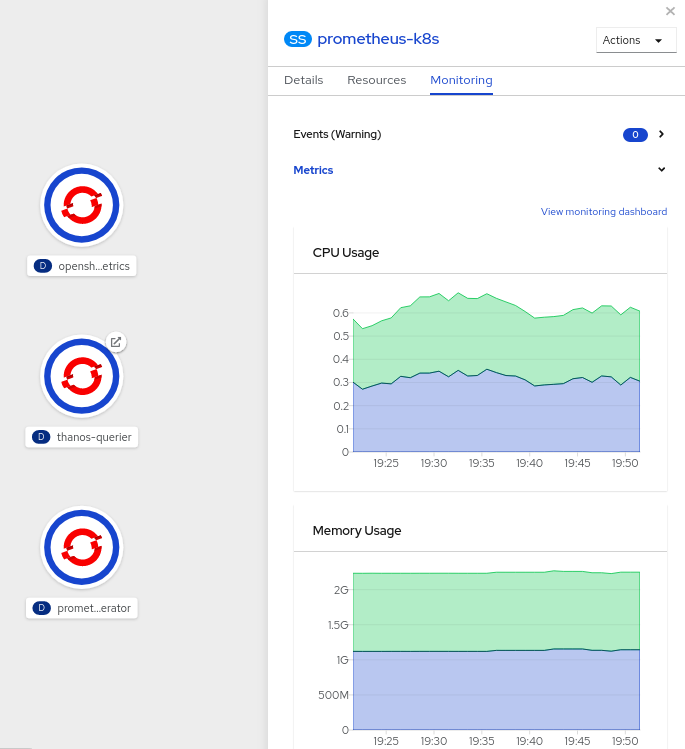 D opensh...etrics
D thanos-querier
D promet...erator
×
SS prometheus-k8s
Actions
Details Resources Monitoring
Events (Warning) 0
Metrics
View monitoring dashboard
CPU Usage
0.6
0.5
0.4
0.3
0.2
0.1
0
19:25 19:30 19:35 19:40 19:45 19:50
Memory Usage
2G
1.5G
1G
500M
0
19:25 19:30 19:35 19:40 19:45 19:50